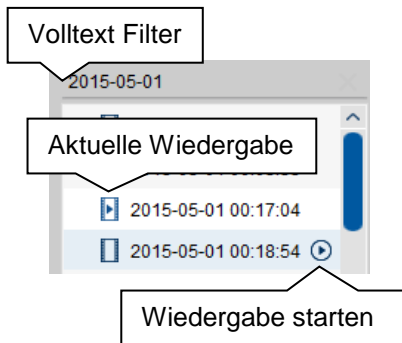 Volltext Filter
2015-05-01
Aktuelle Wiedergabe
2015-05-01 00:17:04
2015-05-01 00:18:54
Wiedergabe starten